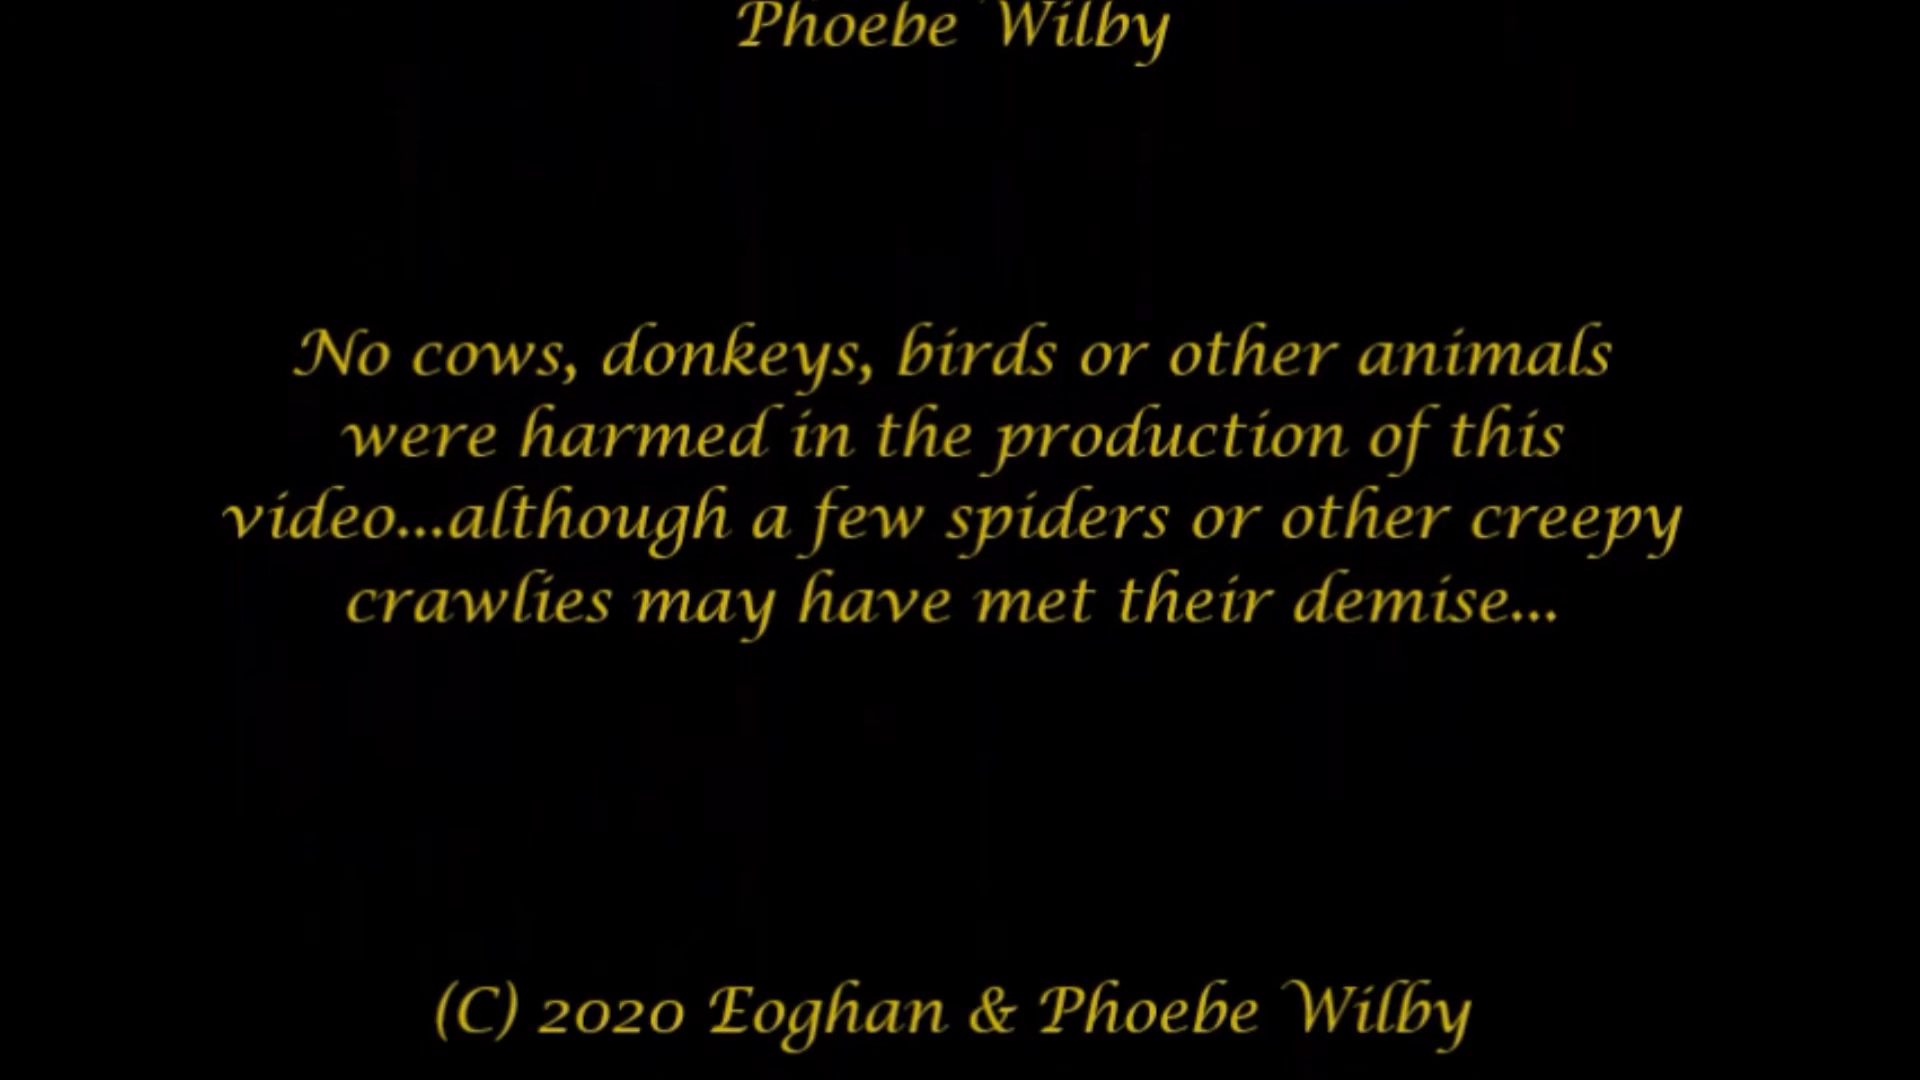 Phoebe Wilby
No cows, donkeys, birds or other animals
were harmed in the production of this
video...although a few spiders or other creepy
crawlies may have met their demise...
(C) 2020 Eoghan & Phoebe Wilby